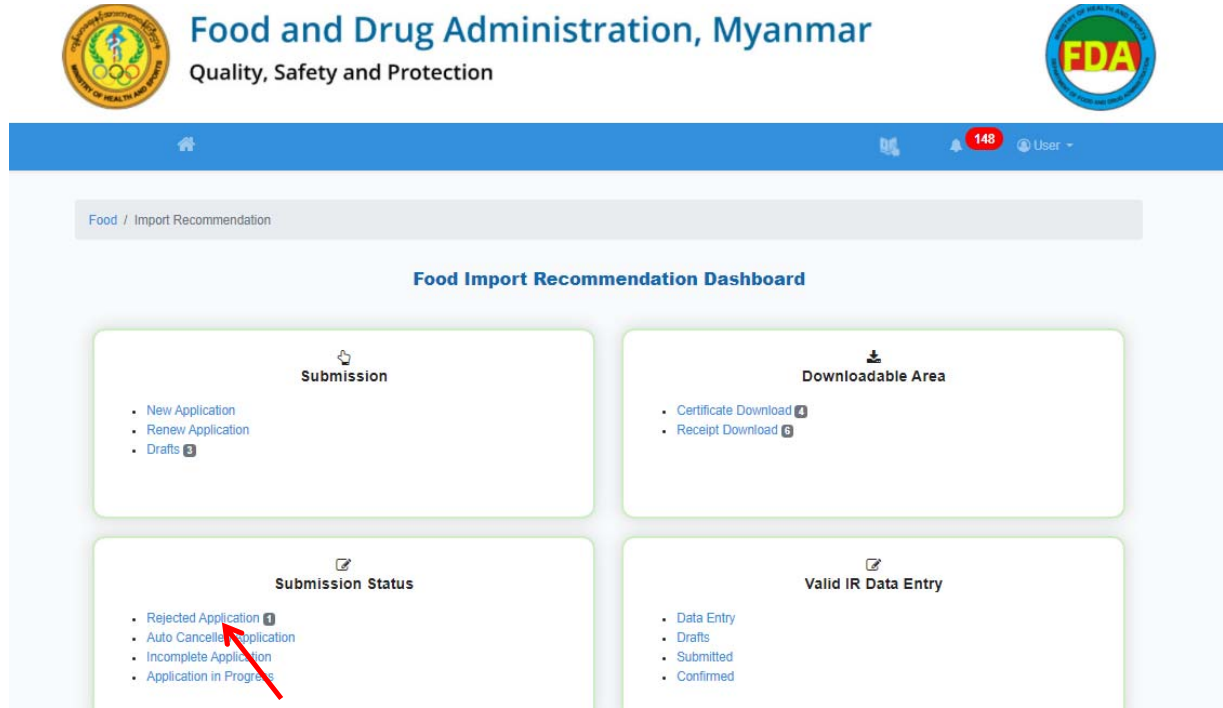 Food and Drug Administration, Myanmar
Quality, Safety and Protection
FDA
148
User
Food / Import Recommendation
Food Import Recommendation Dashboard
Submission
New Application
Renew Application
Drafts 3
Downloadable Area
Certificate Download 4
Receipt Download 6
Submission Status
Rejected Application 1
Auto Cancelled Application
Incomplete Application
Application in Progress
Valid IR Data Entry
Data Entry
Drafts
Submitted
Confirmed